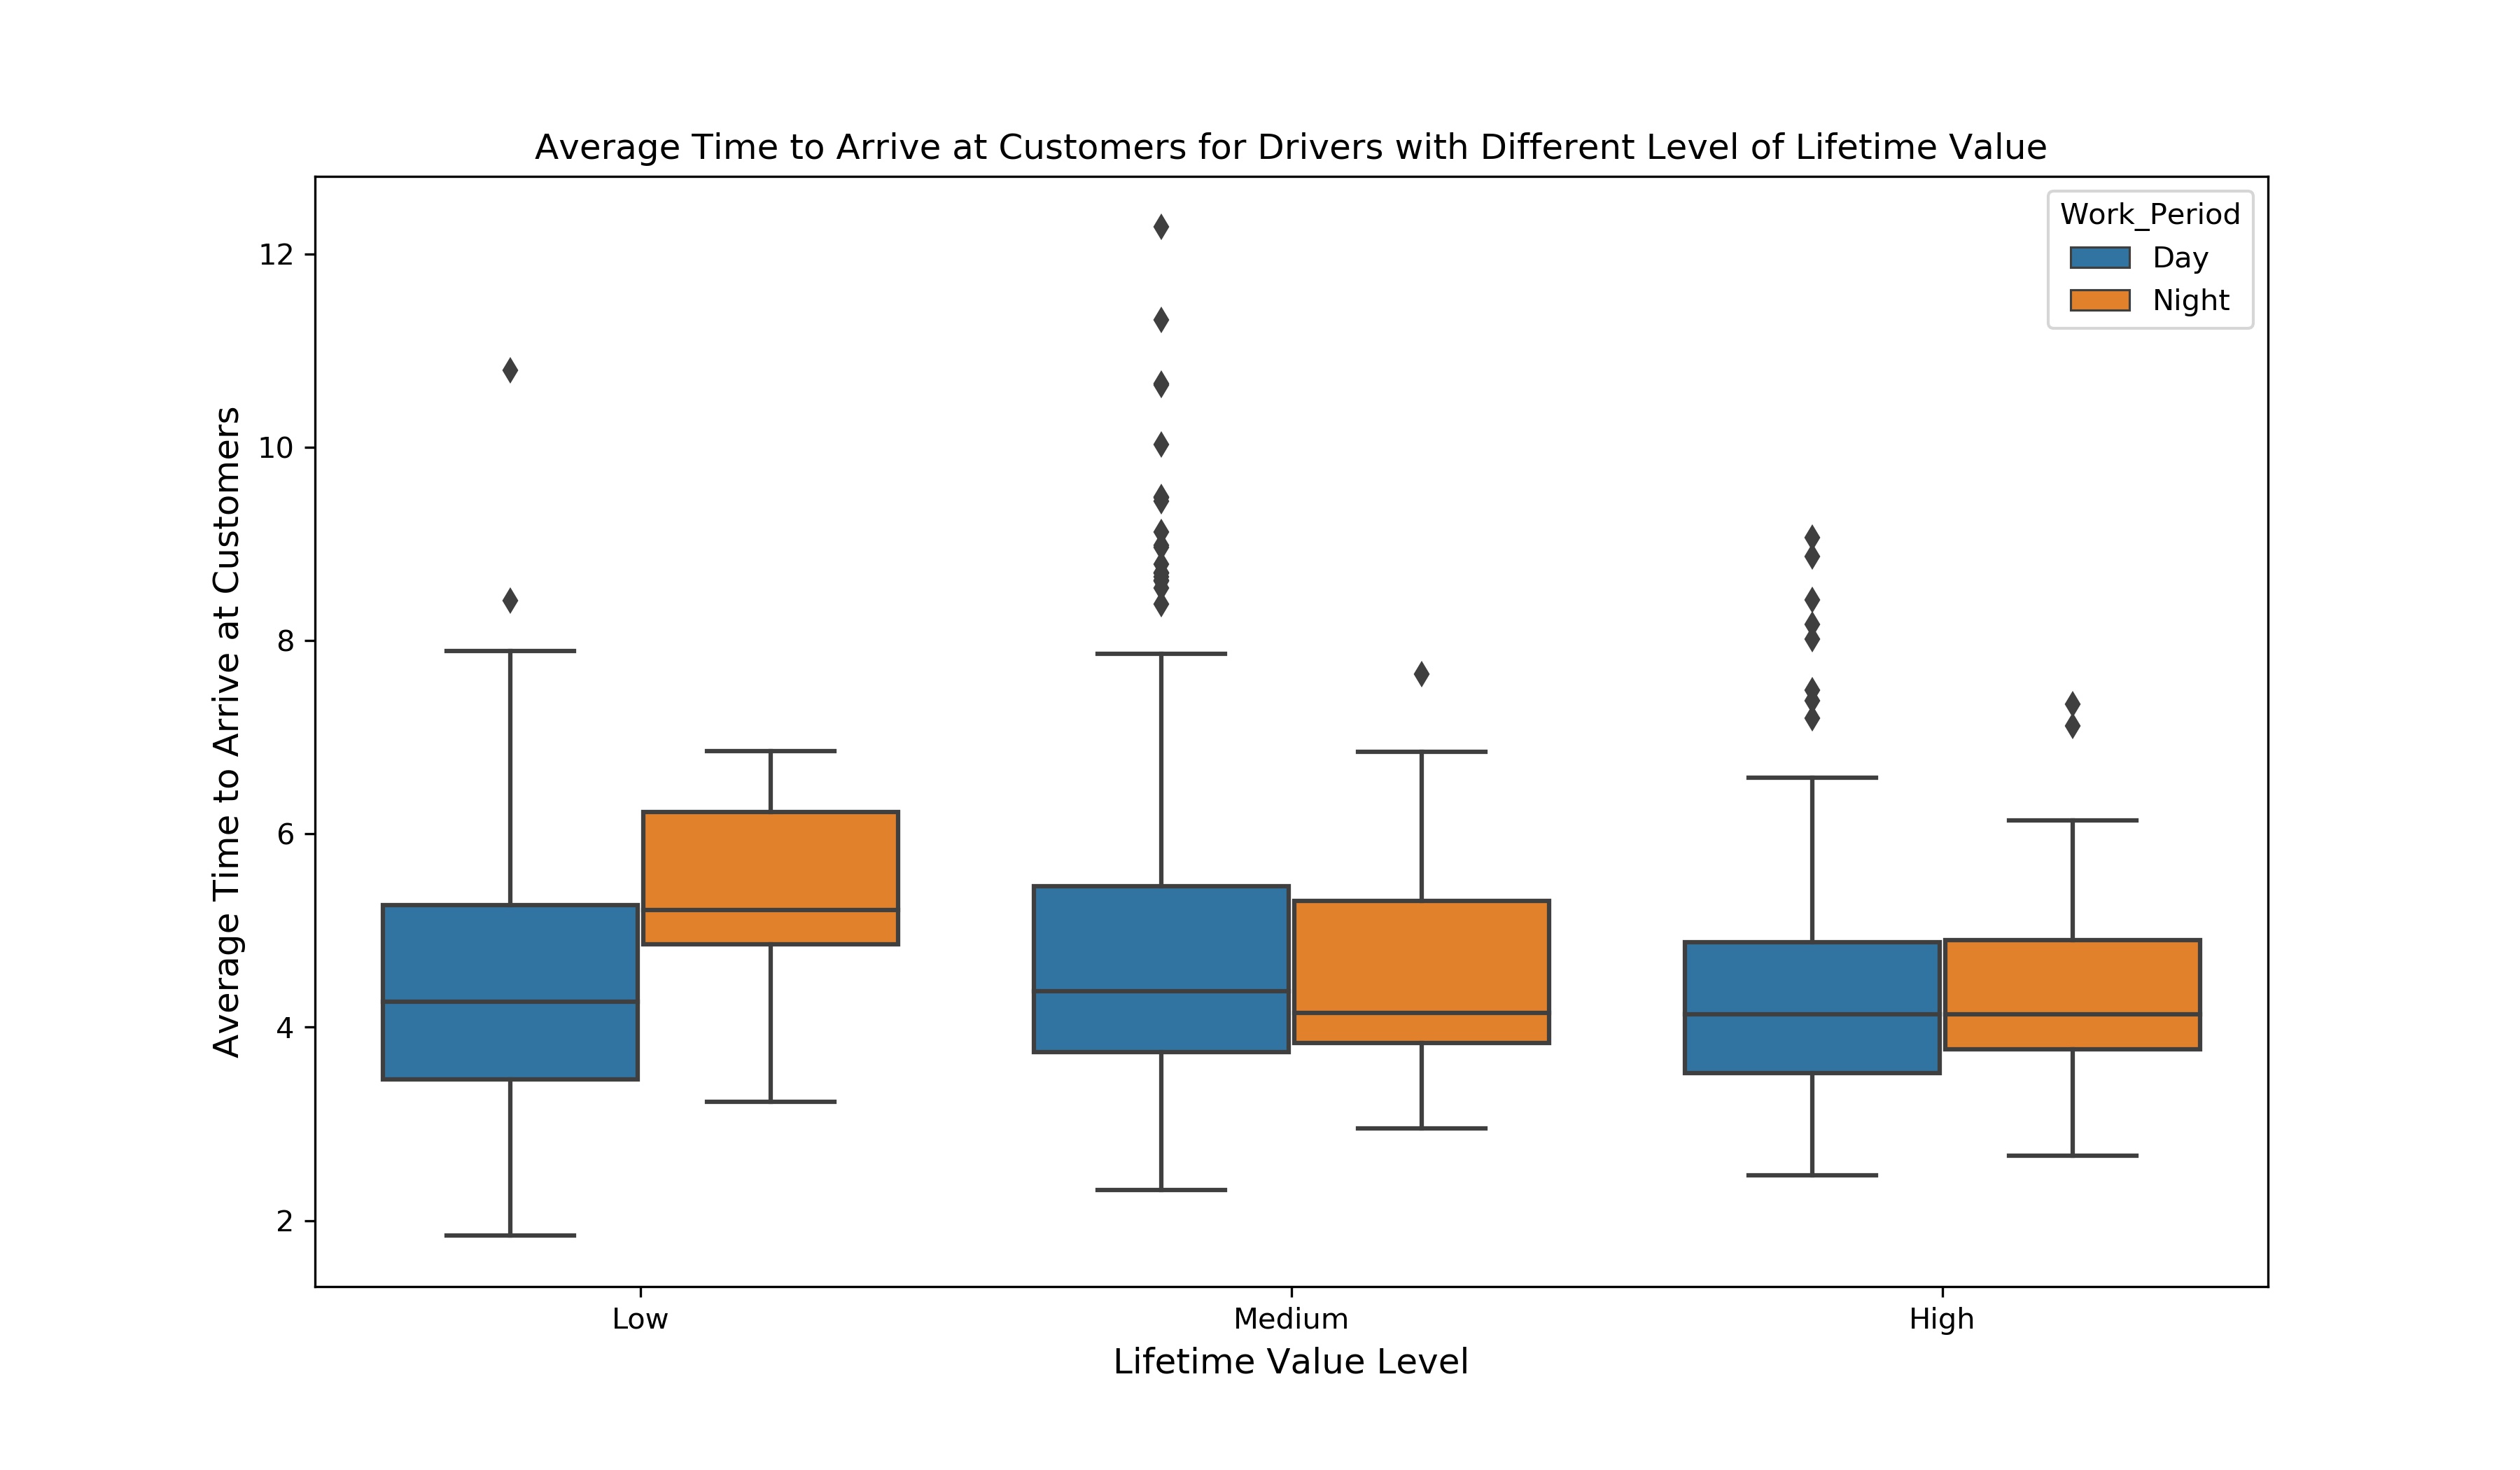 Average Time to Arrive at Customers for Drivers with Different Level of Lifetime Value
Work_Period
Day
Night
Average Time to Arrive at Customers
12
10
8
6
4
2
Low
Medium
High
Lifetime Value Level